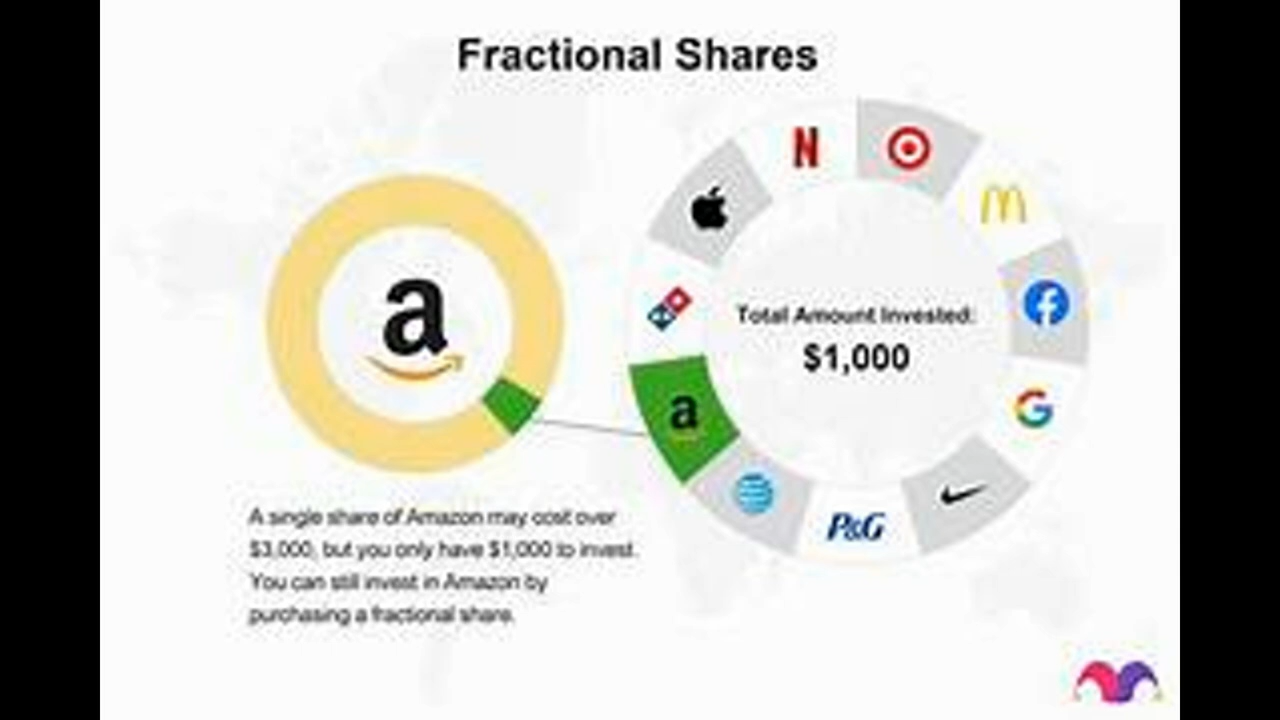 Fractional Shares
N
a
Total Amount Invested:
$1,000
a
G
P&G
A single share of Amazon may cost over
$3,000, but you only have $1,000 to invest.
You can still invest in Amazon by
purchasing a fractional share.